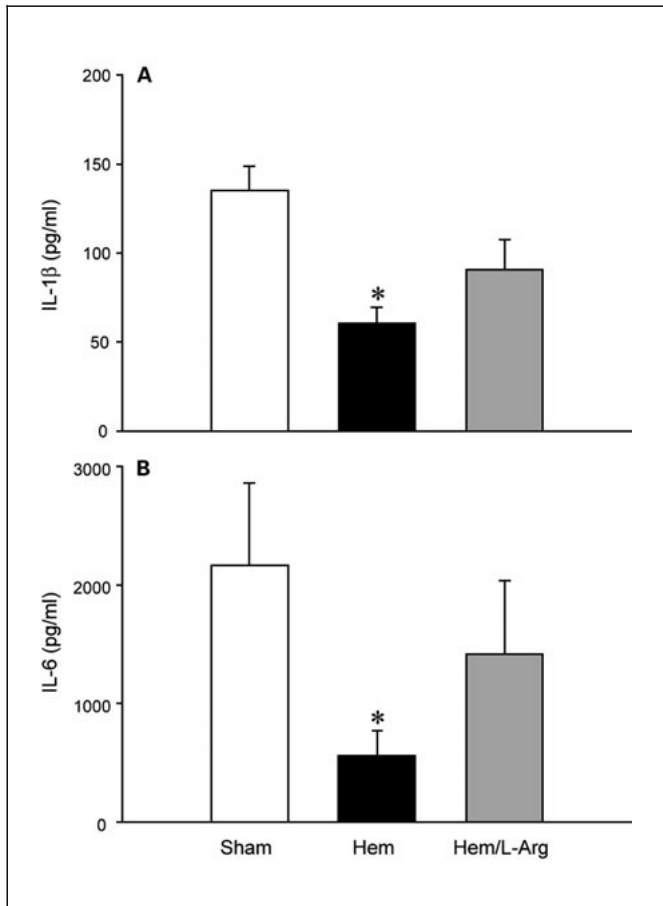 A
200
150
100
50
0
IL-1β (pg/ml)
*
B
3000
2000
1000
0
IL-6 (pg/ml)
*
Sham Hem Hem/L-Arg